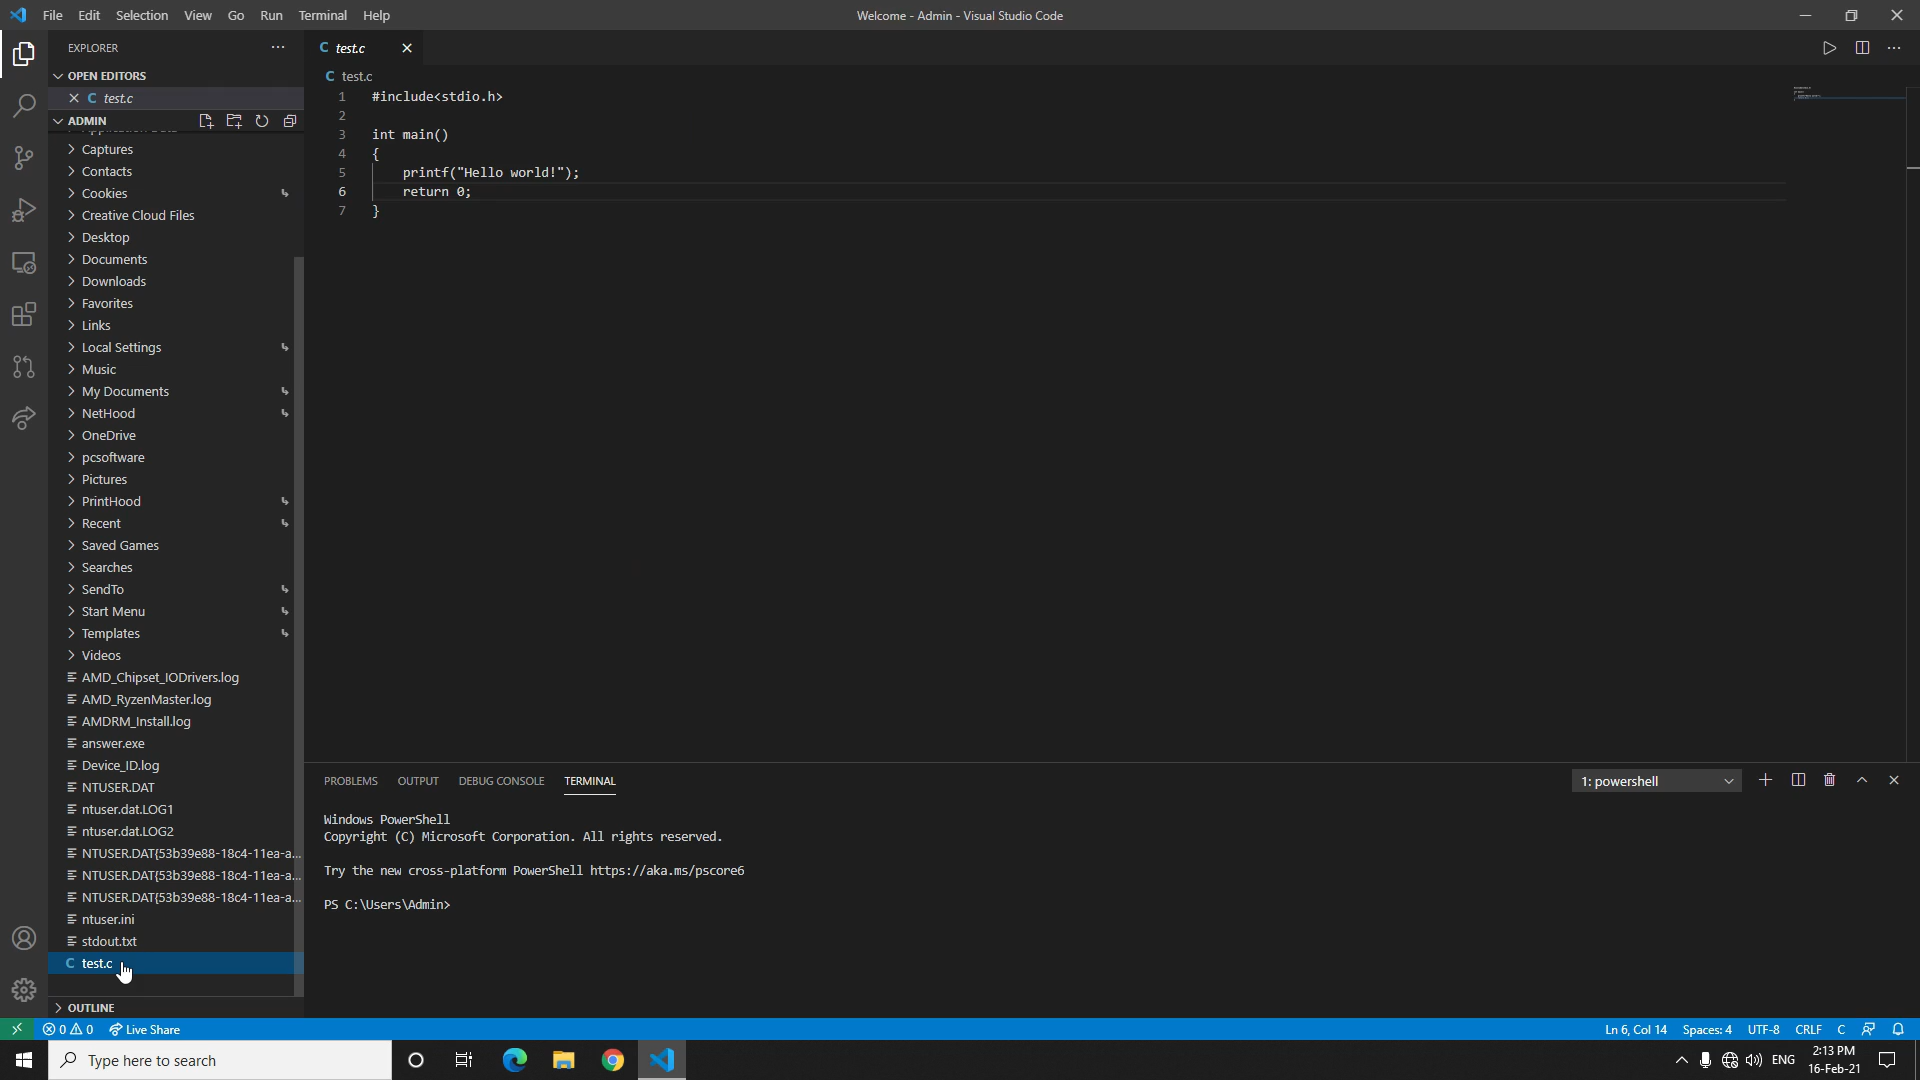 File Edit Selection View Go Run Terminal Help
Welcome - Admin - Visual Studio Code
EXPLORER
OPEN EDITORS
C test.c
ADMIN
Captures
Contacts
Cookies
Creative Cloud Files
Desktop
Documents
Downloads
Favorites
Links
Local Settings
Music
My Documents
NetHood
OneDrive
pcsoftware
Pictures
PrintHood
Recent
Saved Games
Searches
SendTo
Start Menu
Templates
Videos
AMD_Chipset_IODrivers.log
AMD_RyzenMaster.log
AMDRM_Install.log
answer.exe
Device_ID.log
NTUSER.DAT
ntuser.dat.LOG1
ntuser.dat.LOG2
NTUSER.DAT{53b39e88-18c4-11ea-a...
NTUSER.DAT{53b39e88-18c4-11ea-a...
NTUSER.DAT{53b39e88-18c4-11ea-a...
ntuser.ini
stdout.txt
C test.c
OUTLINE
C test.c
C test.c
1 #include<stdio.h>
2
3 int main()
4 {
5 printf("Hello world!");
6 return 0;
7 }
PROBLEMS OUTPUT DEBUG CONSOLE TERMINAL
1: powershell
Windows PowerShell
Copyright (C) Microsoft Corporation. All rights reserved.
Try the new cross-platform PowerShell https://aka.ms/pscore6
PS C:\Users\Admin>
0 0 Live Share
Ln 6, Col 14 Spaces: 4 UTF-8 CRLF C
Type here to search
ENG
2:13 PM
16-Feb-21